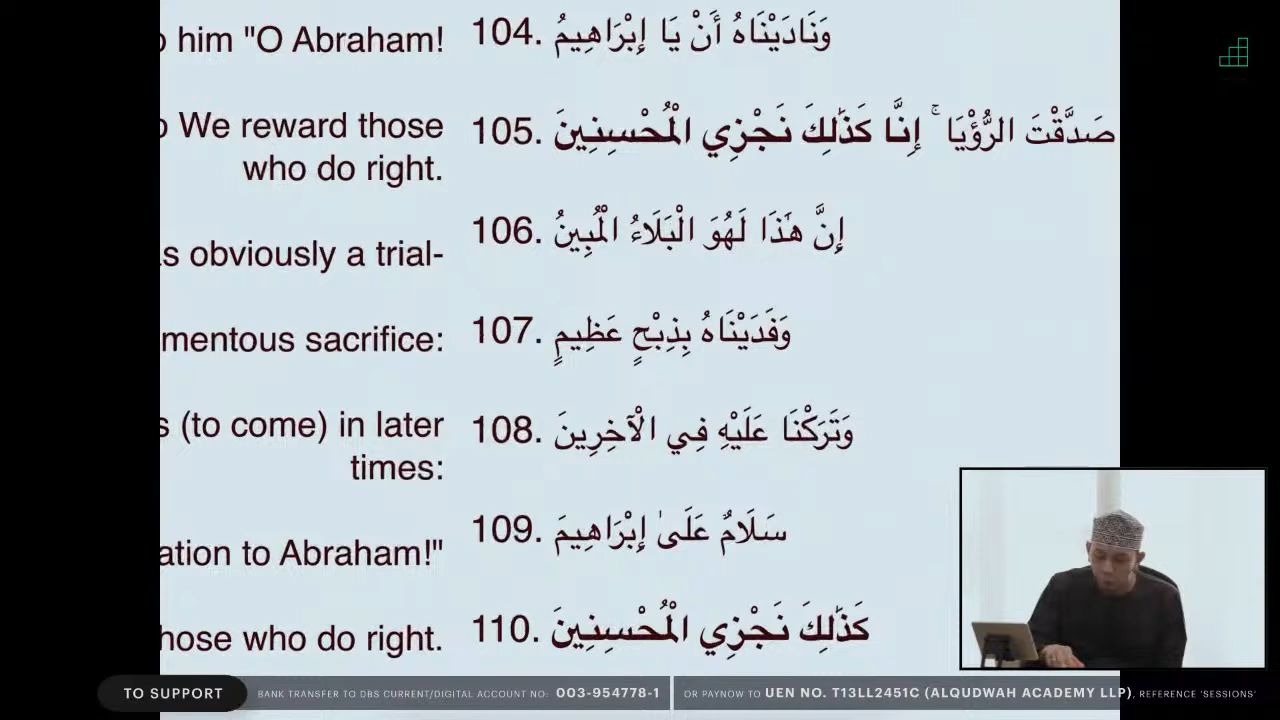 him "O Abraham!
104. وَنَادَيْنَاهُ أَنْ يَا إِبْرَاهِيمُ
We reward those
who do right.
105. صَدَّقْتَ الرُّؤْيَا ۚ إِنَّا كَذَٰلِكَ نَجْزِي الْمُحْسِنِينَ
obviously a trial-
106. إِنَّ هَٰذَا لَهُوَ الْبَلَاءُ الْمُبِينُ
mentous sacrifice:
107. وَفَدَيْنَاهُ بِذِبْحٍ عَظِيمٍ
(to come) in later
times:
108. وَتَرَكْنَا عَلَيْهِ فِي الْآخِرِينَ
ation to Abraham!"
109. سَلَامٌ عَلَىٰ إِبْرَاهِيمَ
hose who do right.
110. كَذَٰلِكَ نَجْزِي الْمُحْسِنِينَ
TO SUPPORT BANK TRANSFER TO DBS CURRENT/DIGITAL ACCOUNT NO: 003-954778-1 OR PAYNOW TO UEN NO. T13LL2451C (ALQUDWAH ACADEMY LLP), REFERENCE 'SESSIONS'